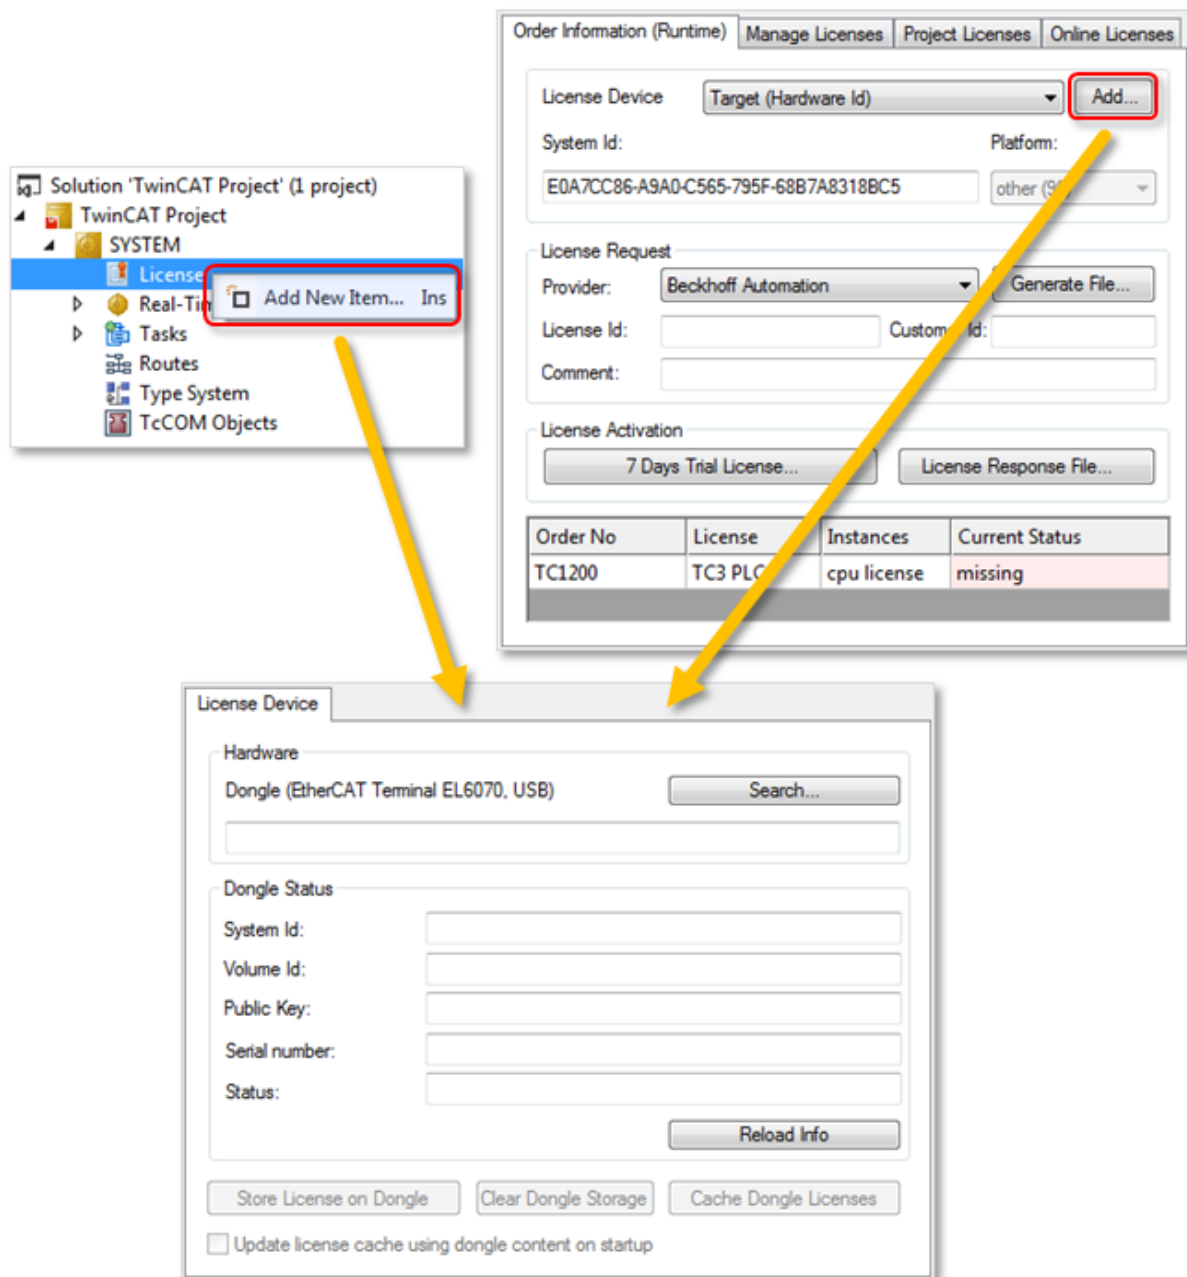 Order Information (Runtime) Manage Licenses Project Licenses Online Licenses
License Device Target (Hardware Id) Add...
System Id: Platform:
E0A7CC86-A9A0-C565-795F-68B7A8318BC5 other
License Request
Provider: Beckhoff Automation Generate File...
License Id: Id:
Comment:
License Activation
7 Days Trial License... License Response File...
Order No License Instances Current Status
TC1200 TC3 PLC cpu license missing
Solution 'TwinCAT Project' (1 project)
TwinCAT Project
SYSTEM
License
Add New Item... Ins
Tasks
Routes
Type System
TcCOM Objects
License Device
Hardware
Dongle (EtherCAT Terminal EL6070, USB) Search...
Dongle Status
System Id:
Volume Id:
Public Key:
Serial number:
Status:
Reload Info
Store License on Dongle Clear Dongle Storage Cache Dongle Licenses
Update license cache using dongle content on startup